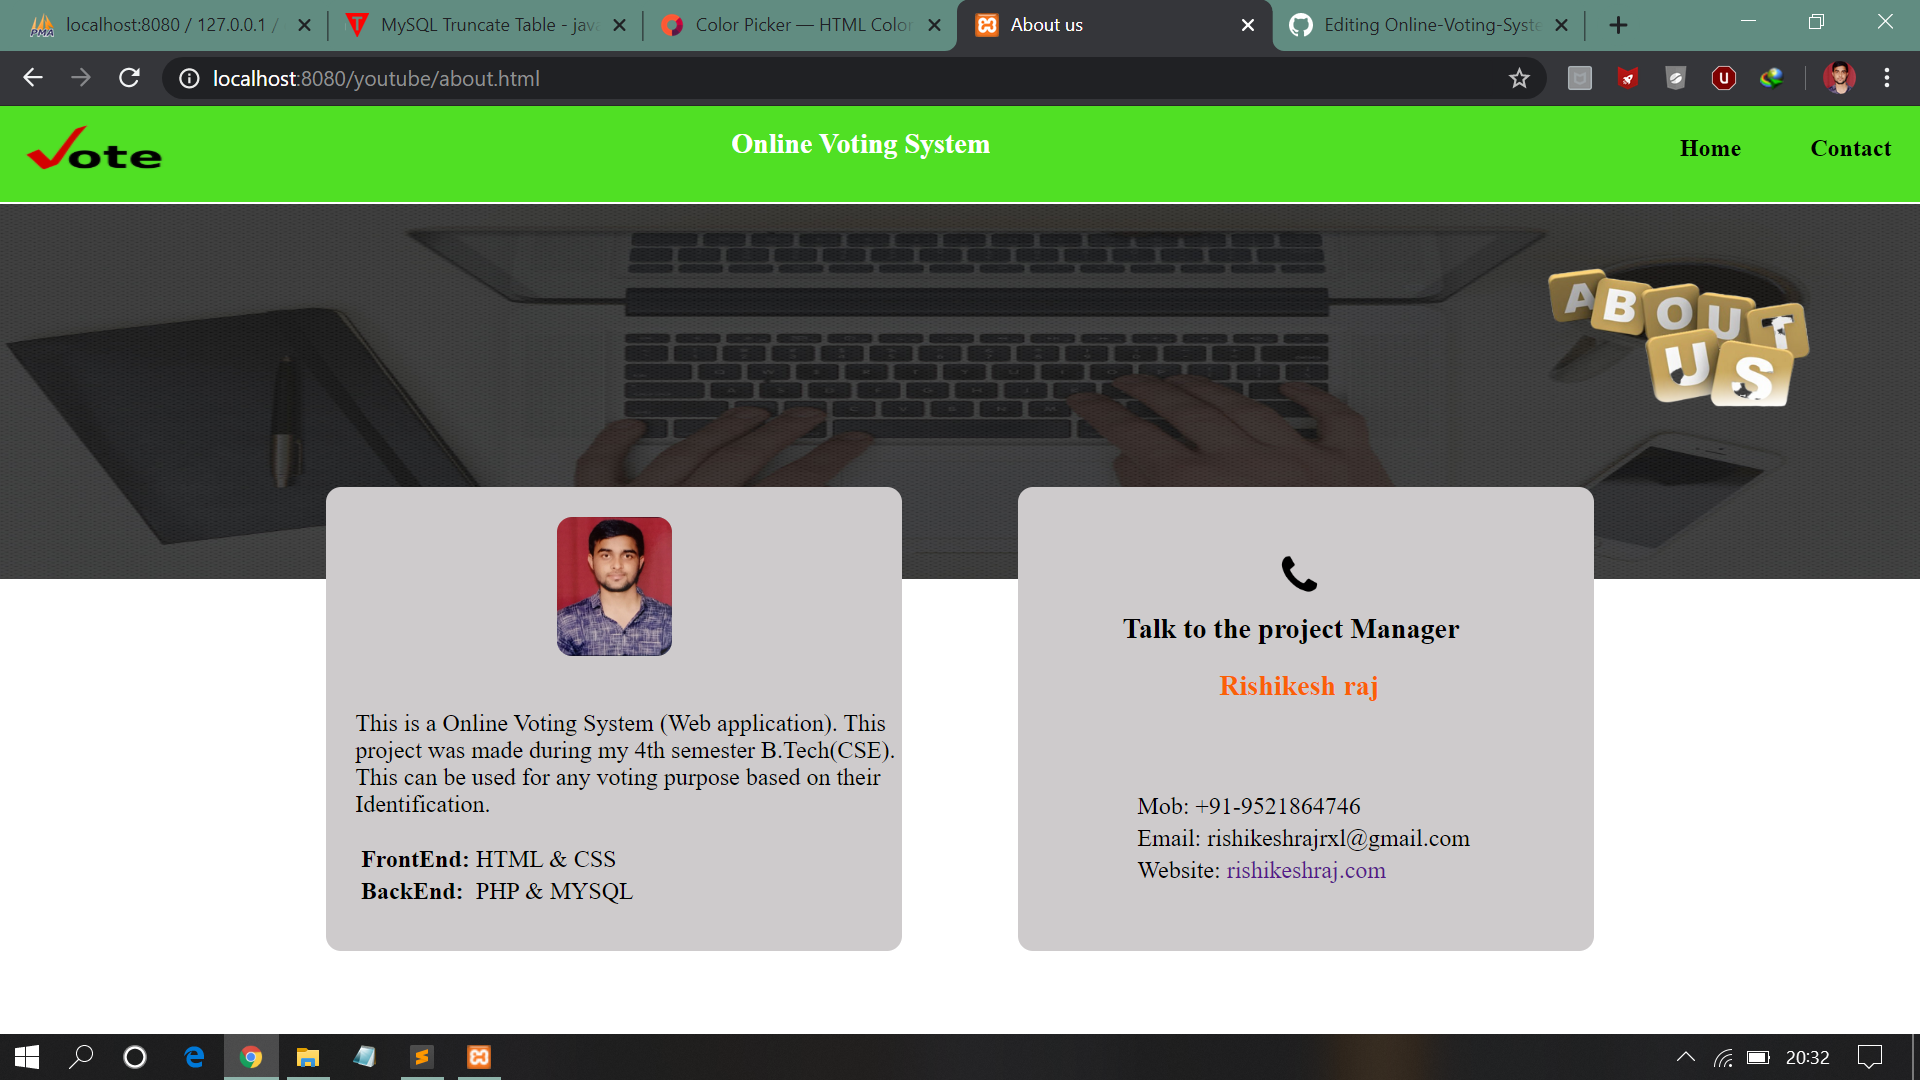 localhost:8080 / 127.0.0.1 /
MySQL Truncate Table - java
Color Picker — HTML Color
About us
Editing Online-Voting-Syste
localhost:8080/youtube/about.html
Vote
Online Voting System
Home
Contact
ABOUT
US
Talk to the project Manager
Rishikesh raj
This is a Online Voting System (Web application). This
project was made during my 4th semester B.Tech(CSE).
This can be used for any voting purpose based on their
Identification.
FrontEnd: HTML & CSS
BackEnd: PHP & MYSQL
Mob: +91-9521864746
Email: rishikeshrajrxl@gmail.com
Website: rishikeshraj.com
20:32